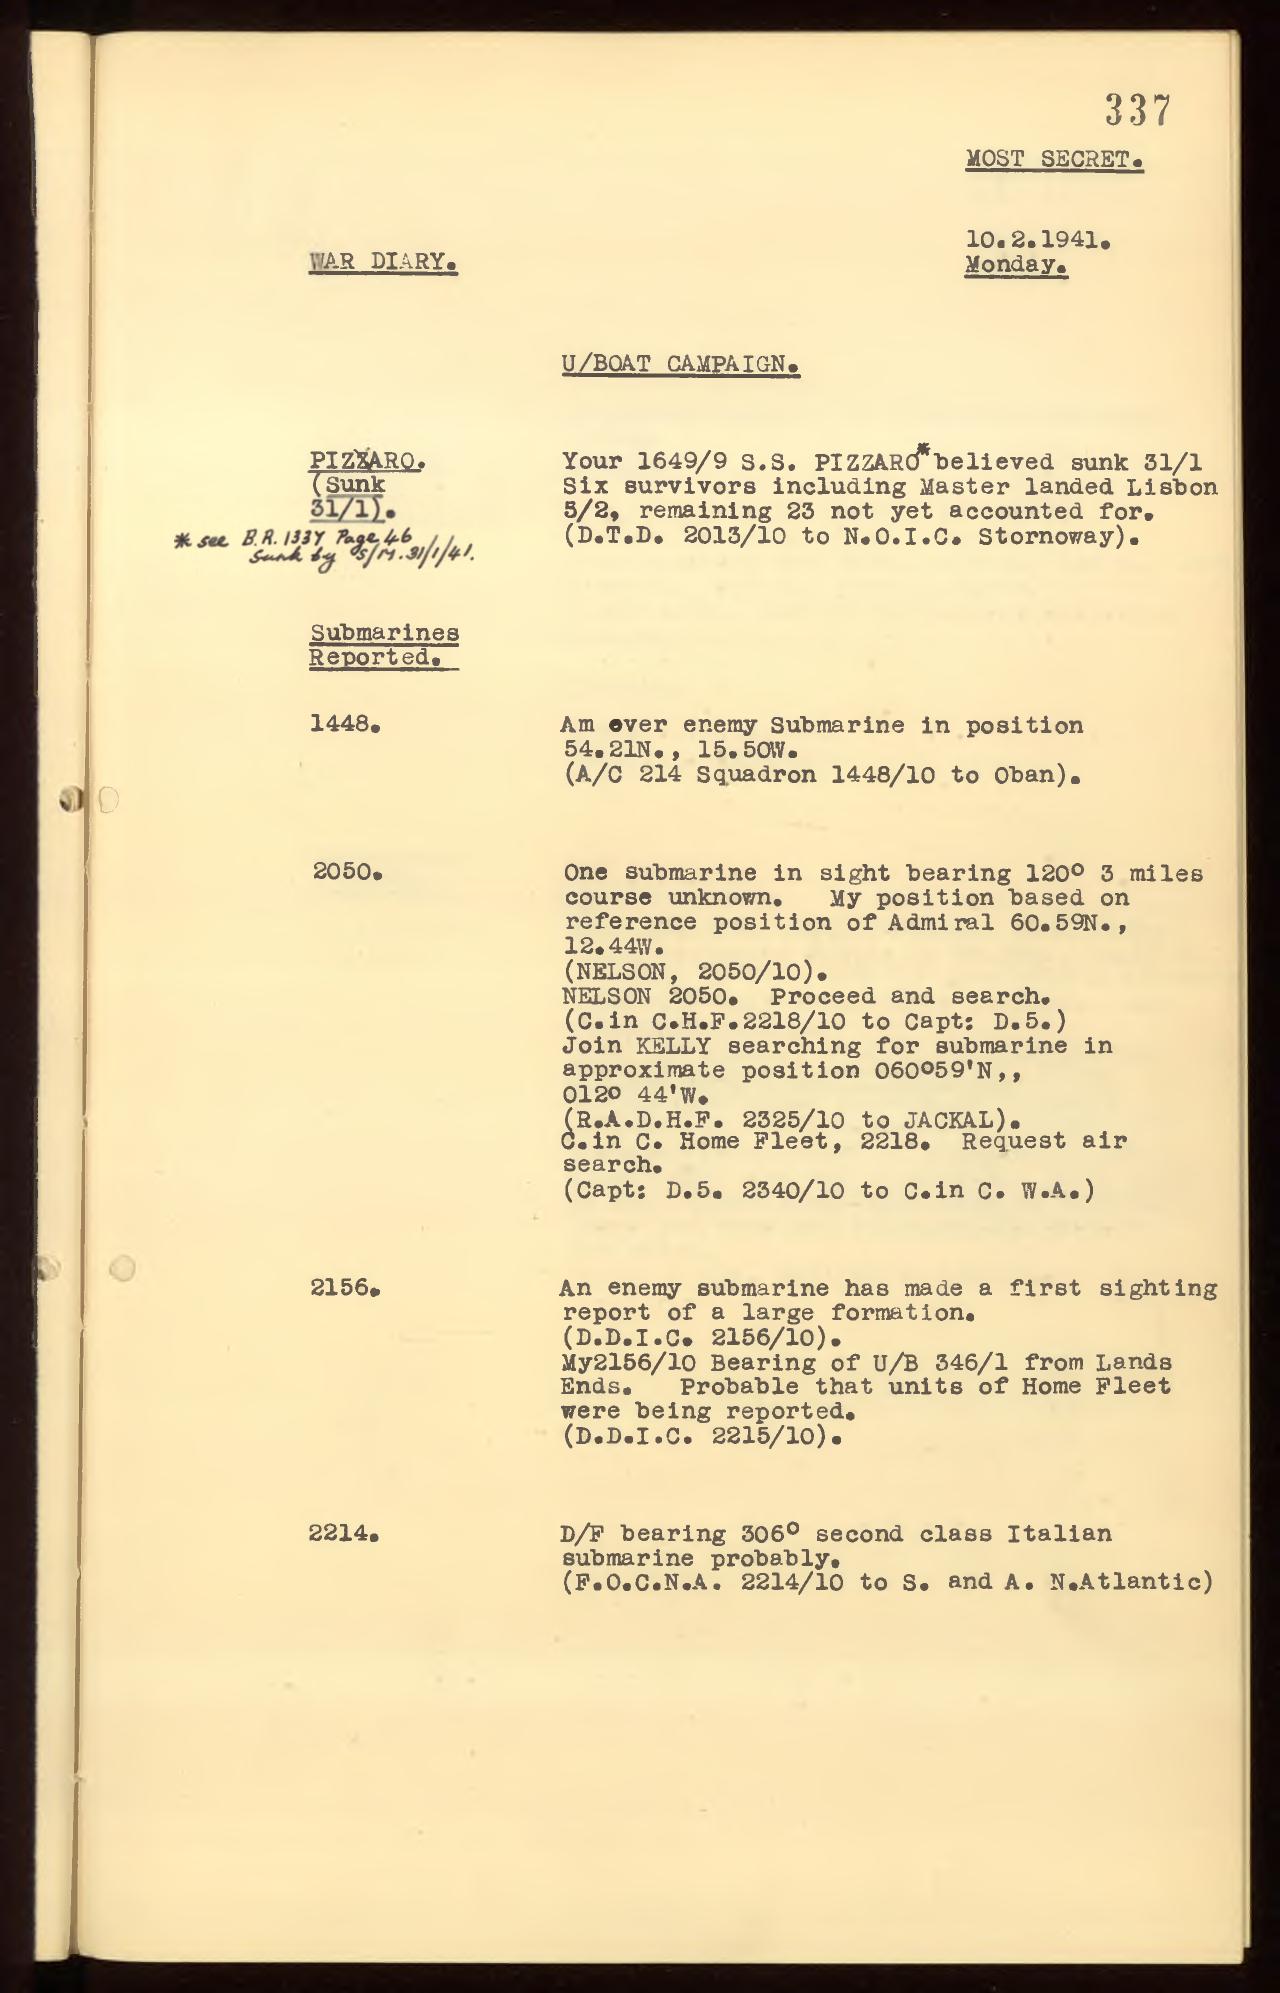 337
MOST SECRET.
10.2.1941.
Monday.
WAR DIARY.
U/BOAT CAMPAIGN.
PIZZARO.
(Sunk
31/1).
* see B.R. 1337 Page 46
Sunk by S/M. 31/1/41.
Your 1649/9 S.S. PIZZARO* believed sunk 31/1
Six survivors including Master landed Lisbon
5/2, remaining 23 not yet accounted for.
(D.T.D. 2013/10 to N.O.I.C. Stornoway).
Submarines
Reported.
1448.
Am over enemy Submarine in position
54.21N., 15.50W.
(A/C 214 Squadron 1448/10 to Oban).
2050.
One submarine in sight bearing 120° 3 miles
course unknown. My position based on
reference position of Admiral 60.59N.,
12.44W.
(NELSON, 2050/10).
NELSON 2050. Proceed and search.
(C.in C.H.F.2218/10 to Capt: D.5.)
Join KELLY searching for submarine in
approximate position 060°59'N,,
012° 44'W.
(R.A.D.H.F. 2325/10 to JACKAL).
C.in C. Home Fleet, 2218. Request air
search.
(Capt: D.5. 2340/10 to C.in C. W.A.)
2156.
An enemy submarine has made a first sighting
report of a large formation.
(D.D.I.C. 2156/10).
My2156/10 Bearing of U/B 346/1 from Lands
Ends. Probable that units of Home Fleet
were being reported.
(D.D.I.C. 2215/10).
2214.
D/F bearing 306° second class Italian
submarine probably.
(F.O.C.N.A. 2214/10 to S. and A. N.Atlantic)